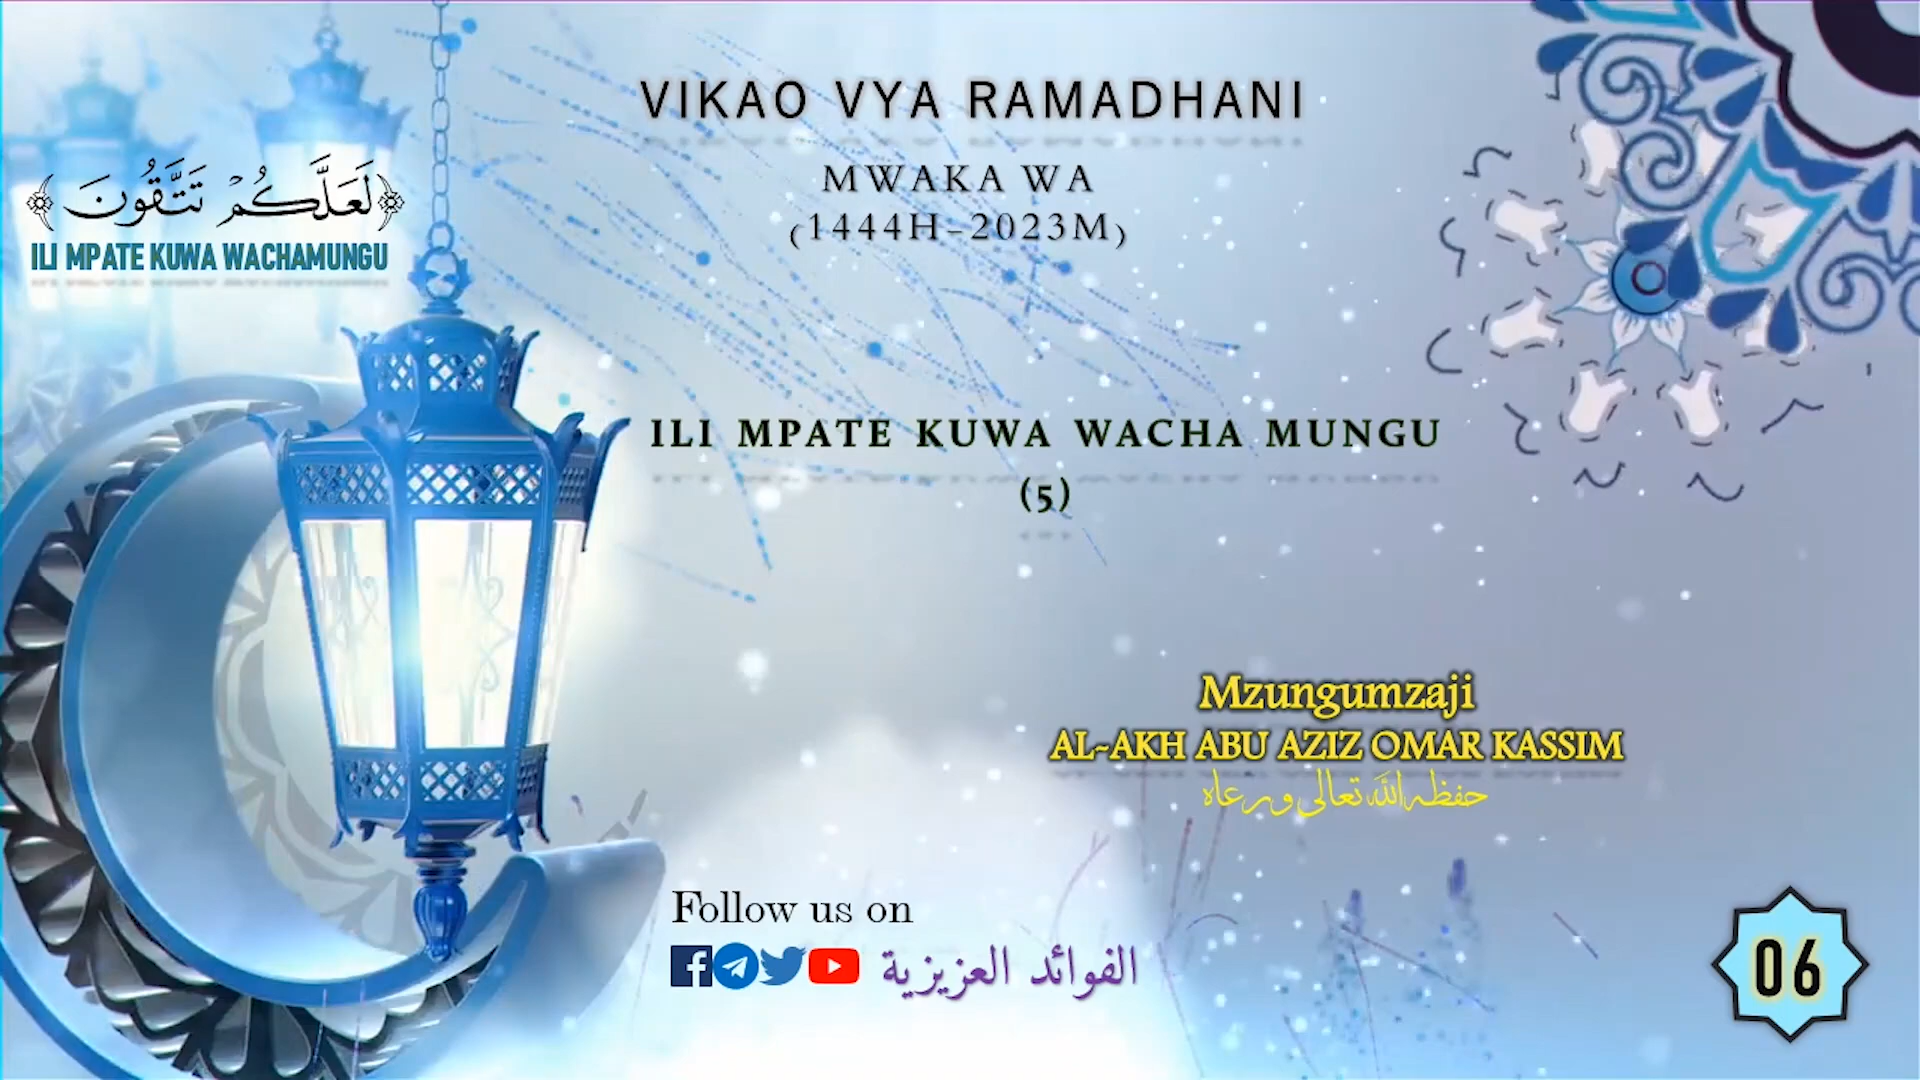 VIKAO VYA RAMADHANI
MWAKA WA
(1444H-2023M)
﴿لَعَلَّكُمْ تَتَّقُونَ﴾
ILI MPATE KUWA WACHAMUNGU
ILI MPATE KUWA WACHA MUNGU
(5)
Mzungumzaji
AL-AKH ABU AZIZ OMAR KASSIM
حفظه الله تعالى ورعاه
Follow us on
الفوائد العزيزية
06